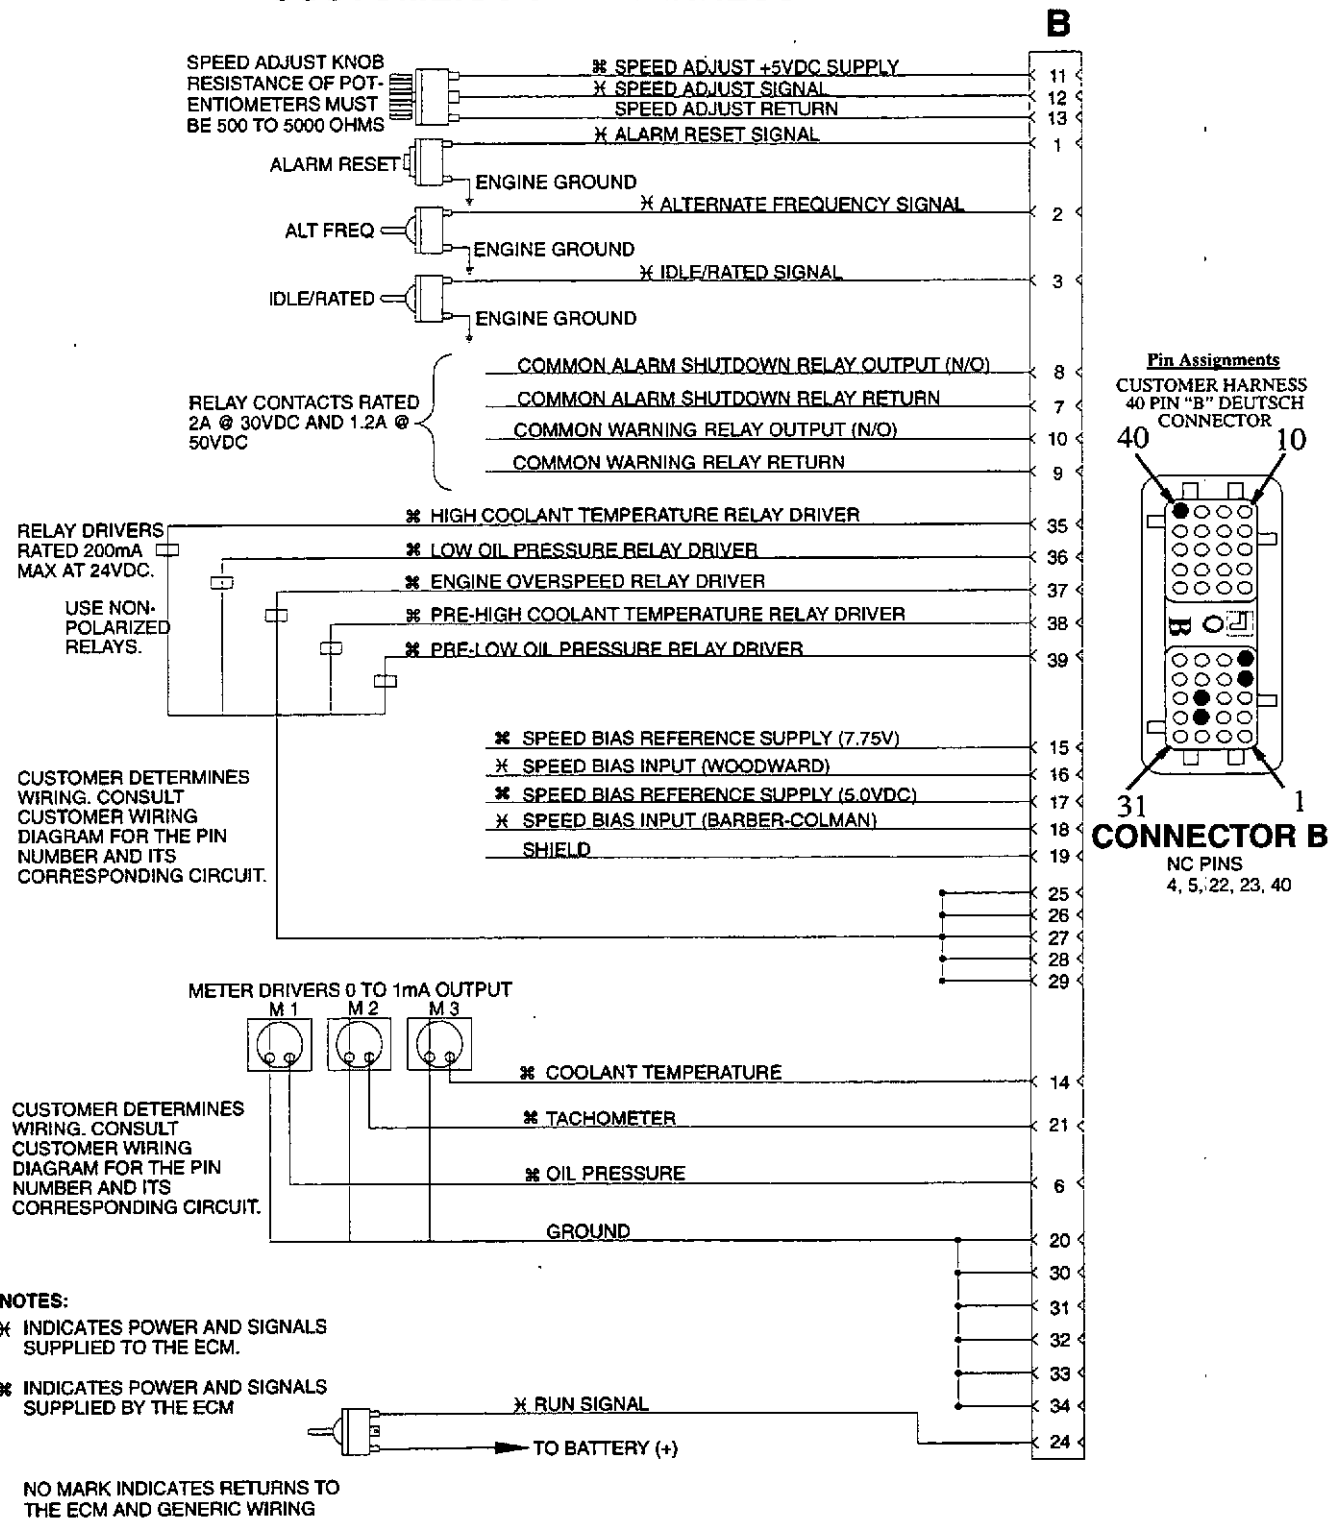 B
SPEED ADJUST KNOB
RESISTANCE OF POT-
ENTIOMETERS MUST
BE 500 TO 5000 OHMS
⌘ SPEED ADJUST +5VDC SUPPLY
11
Ӿ SPEED ADJUST SIGNAL
12
SPEED ADJUST RETURN
13
Ӿ ALARM RESET SIGNAL
1
ALARM RESET
ENGINE GROUND
Ӿ ALTERNATE FREQUENCY SIGNAL
2
ALT FREQ
ENGINE GROUND
Ӿ IDLE/RATED SIGNAL
3
IDLE/RATED
ENGINE GROUND
RELAY CONTACTS RATED
2A @ 30VDC AND 1.2A @
50VDC
COMMON ALARM SHUTDOWN RELAY OUTPUT (N/O)
8
COMMON ALARM SHUTDOWN RELAY RETURN
7
COMMON WARNING RELAY OUTPUT (N/O)
10
COMMON WARNING RELAY RETURN
9
Pin Assignments
CUSTOMER HARNESS
40 PIN "B" DEUTSCH
CONNECTOR
40
10
B
31
1
CONNECTOR B
NC PINS
4, 5, 22, 23, 40
RELAY DRIVERS
RATED 200mA
MAX AT 24VDC.
USE NON-
POLARIZED
RELAYS.
⌘ HIGH COOLANT TEMPERATURE RELAY DRIVER
35
⌘ LOW OIL PRESSURE RELAY DRIVER
36
⌘ ENGINE OVERSPEED RELAY DRIVER
37
⌘ PRE-HIGH COOLANT TEMPERATURE RELAY DRIVER
38
⌘ PRE-LOW OIL PRESSURE RELAY DRIVER
39
⌘ SPEED BIAS REFERENCE SUPPLY (7.75V)
15
Ӿ SPEED BIAS INPUT (WOODWARD)
16
⌘ SPEED BIAS REFERENCE SUPPLY (5.0VDC)
17
Ӿ SPEED BIAS INPUT (BARBER-COLMAN)
18
SHIELD
19
CUSTOMER DETERMINES
WIRING. CONSULT
CUSTOMER WIRING
DIAGRAM FOR THE PIN
NUMBER AND ITS
CORRESPONDING CIRCUIT.
25
26
27
28
29
METER DRIVERS 0 TO 1mA OUTPUT
M 1 M 2 M 3
⌘ COOLANT TEMPERATURE
14
⌘ TACHOMETER
21
⌘ OIL PRESSURE
6
GROUND
20
30
31
32
33
34
CUSTOMER DETERMINES
WIRING. CONSULT
CUSTOMER WIRING
DIAGRAM FOR THE PIN
NUMBER AND ITS
CORRESPONDING CIRCUIT.
NOTES:
Ӿ INDICATES POWER AND SIGNALS
SUPPLIED TO THE ECM.
⌘ INDICATES POWER AND SIGNALS
SUPPLIED BY THE ECM
Ӿ RUN SIGNAL
24
TO BATTERY (+)
NO MARK INDICATES RETURNS TO
THE ECM AND GENERIC WIRING